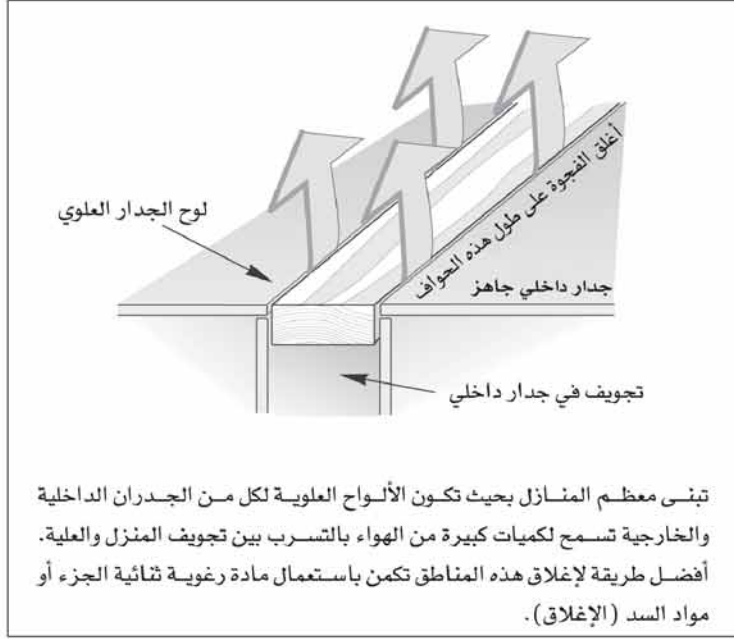 أغلق الفجوة على طول هذه الحواف
لوح الجدار العلوي
جدار داخلي جاهز
تجويف في جدار داخلي
تبنى معظم المنازل بحيث تكون الألواح العلوية لكل من الجدران الداخلية
والخارجية تسمح لكميات كبيرة من الهواء بالتسرب بين تجويف المنزل والعلية.
أفضل طريقة لإغلاق هذه المناطق تكمن باستعمال مادة رغوية ثنائية الجزء أو
مواد السد (الإغلاق).